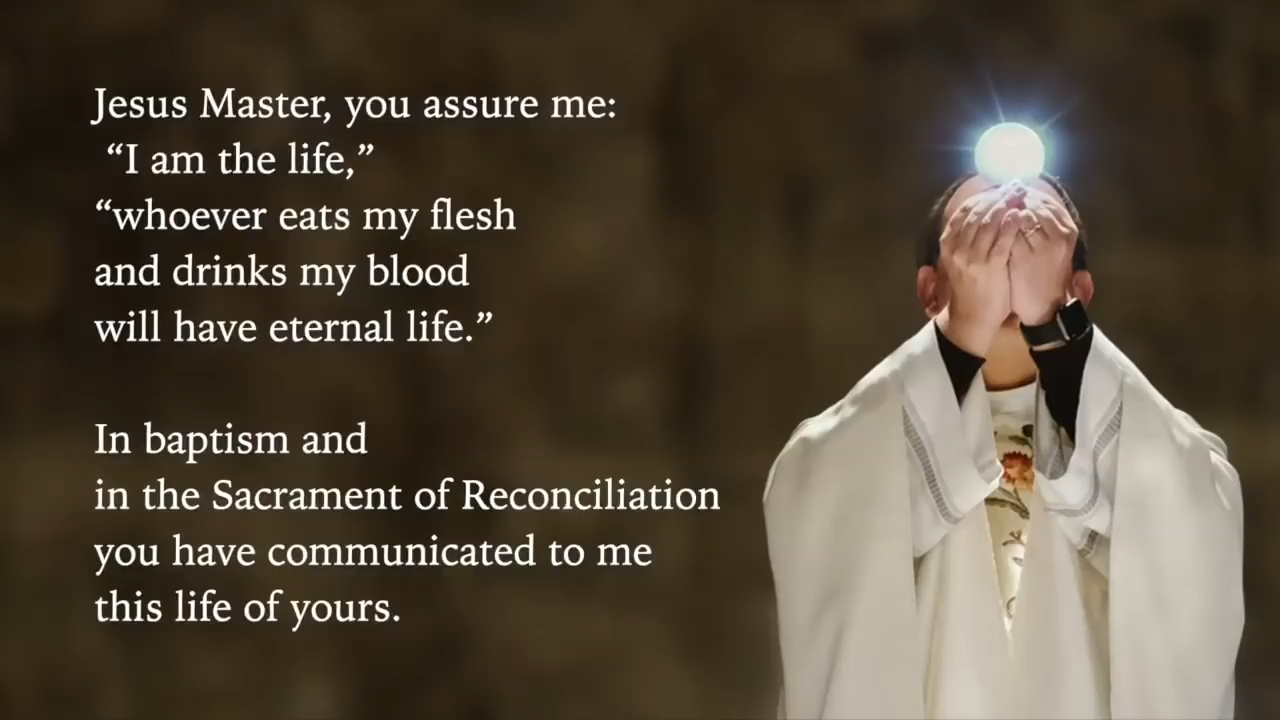 Jesus Master, you assure me:
“I am the life,”
“whoever eats my flesh
and drinks my blood
will have eternal life.”
In baptism and
in the Sacrament of Reconciliation
you have communicated to me
this life of yours.